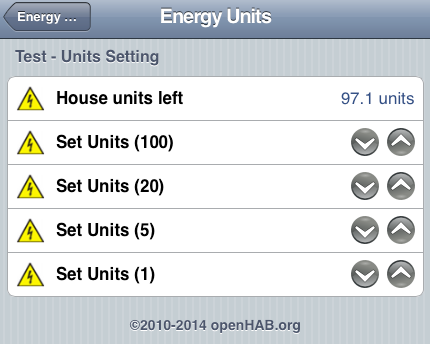 Energy ...
Energy Units
Test - Units Setting
House units left 97.1 units
Set Units (100)
Set Units (20)
Set Units (5)
Set Units (1)
©2010-2014 openHAB.org